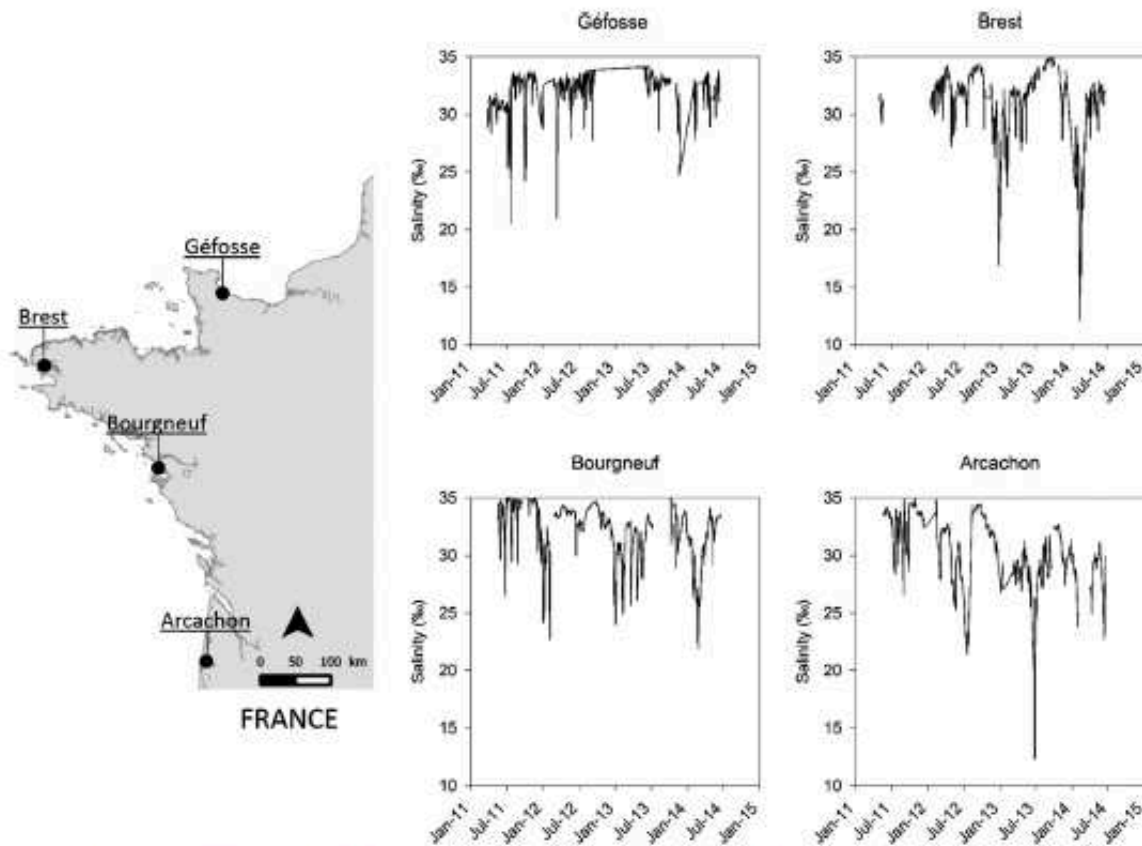 Géfosse
Brest
Bourgneuf
Arcachon
0 50 100 km
FRANCE
Géfosse
Salinity (‰)
35
30
25
20
15
10
Jan-11
Jul-11
Jan-12
Jul-12
Jan-13
Jul-13
Jan-14
Jul-14
Jan-15
Brest
Salinity (‰)
35
30
25
20
15
10
Jan-11
Jul-11
Jan-12
Jul-12
Jan-13
Jul-13
Jan-14
Jul-14
Jan-15
Bourgneuf
Salinity (‰)
35
30
25
20
15
10
Jan-11
Jul-11
Jan-12
Jul-12
Jan-13
Jul-13
Jan-14
Jul-14
Jan-15
Arcachon
Salinity (‰)
35
30
25
20
15
10
Jan-11
Jul-11
Jan-12
Jul-12
Jan-13
Jul-13
Jan-14
Jul-14
Jan-15